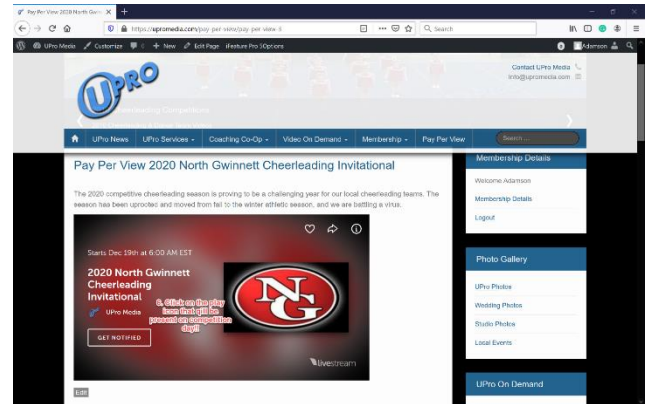 Pay Per View 2020 North Gwin
https://upromedia.com/pay-per-view/pay-per-view-3
Search
UPro Media
Customize
0
New
Edit Page
iFeature Pro 5 Options
Adamson
UPRO
Contact UPro Media
info@upromedia.com
UPro News
UPro Services
Coaching Co-Op
Video On Demand
Membership
Pay Per View
Search ...
Pay Per View 2020 North Gwinnett Cheerleading Invitational
The 2020 competitive cheerleading season is proving to be a challenging year for our local cheerleading teams. The
season has been uprooted and moved from fall to the winter athletic season, and we are battling a virus.
Starts Dec 19th at 6:00 AM EST
2020 North Gwinnett
Cheerleading
Invitational
UPro Media
GET NOTIFIED
NG
6. Click on the play
icon that gill be
present on competition
day!!
livestream
Edit
Membership Details
Welcome Adamson
Membership Details
Logout
Photo Gallery
UPro Photos
Wedding Photos
Studio Photos
Local Events
UPro On Demand